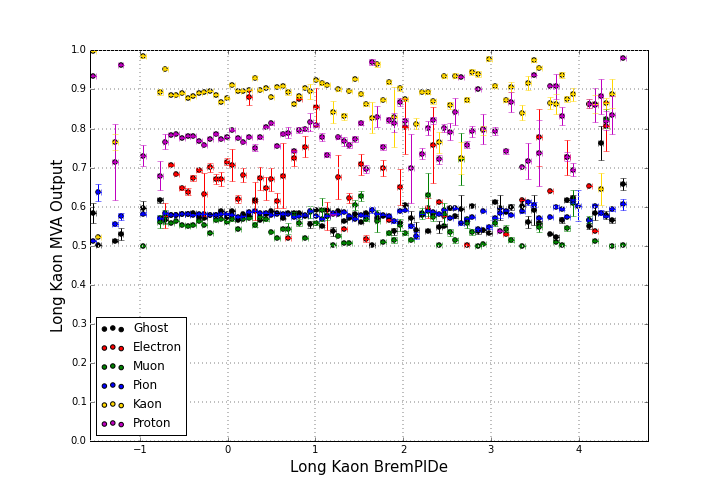 1.0
0.9
0.8
0.7
0.6
0.5
0.4
0.3
0.2
0.1
0.0
Long Kaon MVA Output
Ghost
Electron
Muon
Pion
Kaon
Proton
−1 0 1 2 3 4
Long Kaon BremPIDe